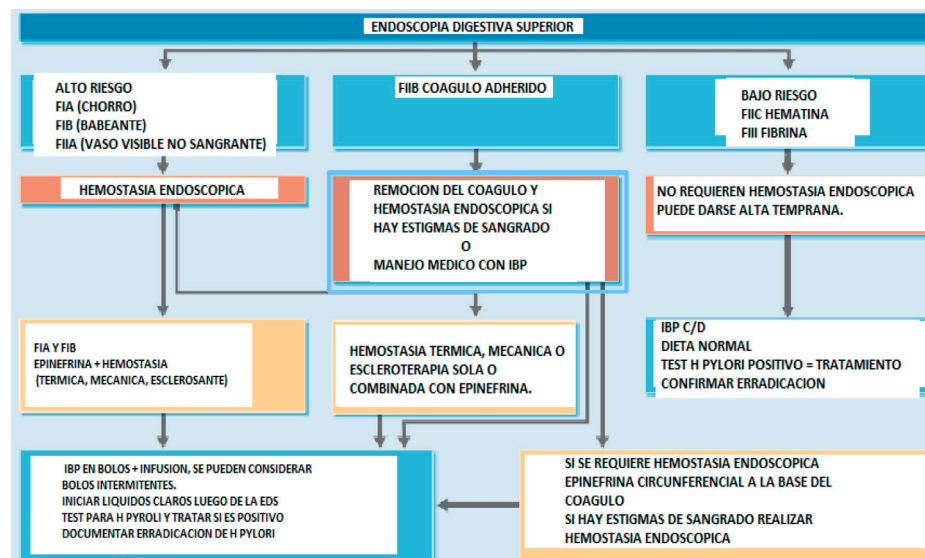 ENDOSCOPIA DIGESTIVA SUPERIOR
ALTO RIESGO
FIA (CHORRO)
FIB (BABEANTE)
FIIA (VASO VISIBLE NO SANGRANTE)
FIIB COAGULO ADHERIDO
BAJO RIESGO
FIIC HEMATINA
FIII FIBRINA
HEMOSTASIA ENDOSCOPICA
REMOCION DEL COAGULO Y
HEMOSTASIA ENDOSCOPICA SI
HAY ESTIGMAS DE SANGRADO
O
MANEJO MEDICO CON IBP
NO REQUIEREN HEMOSTASIA ENDOSCOPICA
PUEDE DARSE ALTA TEMPRANA.
FIA Y FIB
EPINEFRINA + HEMOSTASIA
(TERMICA, MECANICA, ESCLEROSANTE)
HEMOSTASIA TERMICA, MECANICA O
ESCLEROTERAPIA SOLA O
COMBINADA CON EPINEFRINA.
IBP C/D
DIETA NORMAL
TEST H PYLORI POSITIVO = TRATAMIENTO
CONFIRMAR ERRADICACION
IBP EN BOLOS + INFUSION, SE PUEDEN CONSIDERAR
BOLOS INTERMITENTES.
INICIAR LIQUIDOS CLAROS LUEGO DE LA EDS
TEST PARA H PYROLI Y TRATAR SI ES POSITIVO
DOCUMENTAR ERRADICACION DE H PYLORI
SI SE REQUIERE HEMOSTASIA ENDOSCOPICA
EPINEFRINA CIRCUNFERENCIAL A LA BASE DEL
COAGULO
SI HAY ESTIGMAS DE SANGRADO REALIZAR
HEMOSTASIA ENDOSCOPICA